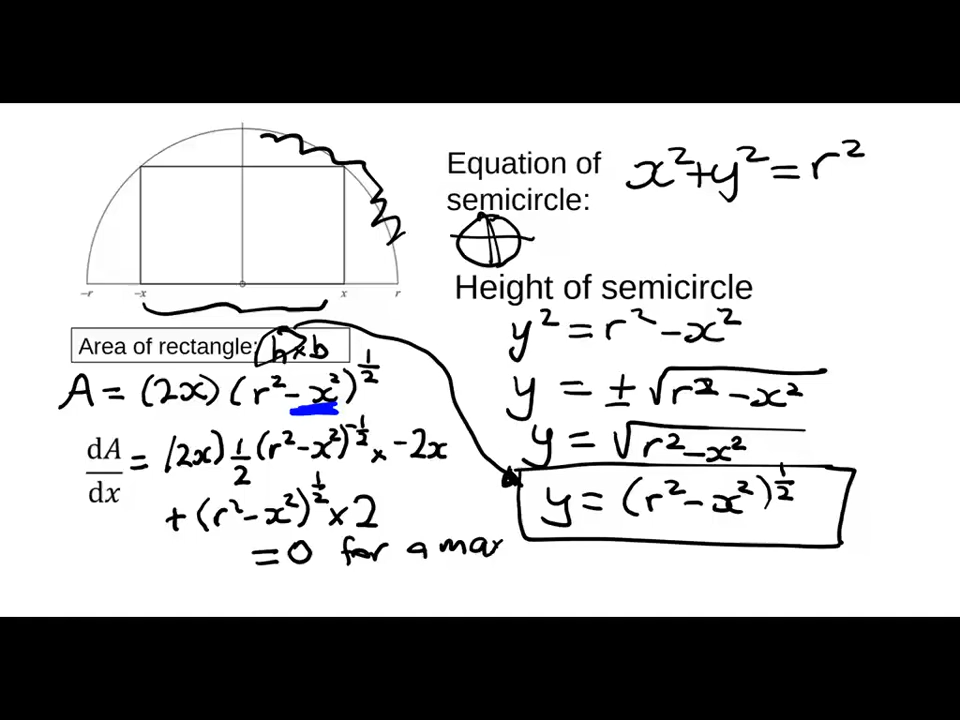 -r -x x r
Equation of
semicircle:
x² + y² = r²
Height of semicircle
y² = r² - x²
y = ± √r² - x²
y = √r² - x²
y = (r² - x²)^½
Area of rectangle: h × b
A = (2x) (r² - x²)^½
dA/dx = (2x) ½ (r² - x²)^-½ × -2x
+ (r² - x²)^½ × 2
= 0 for a max